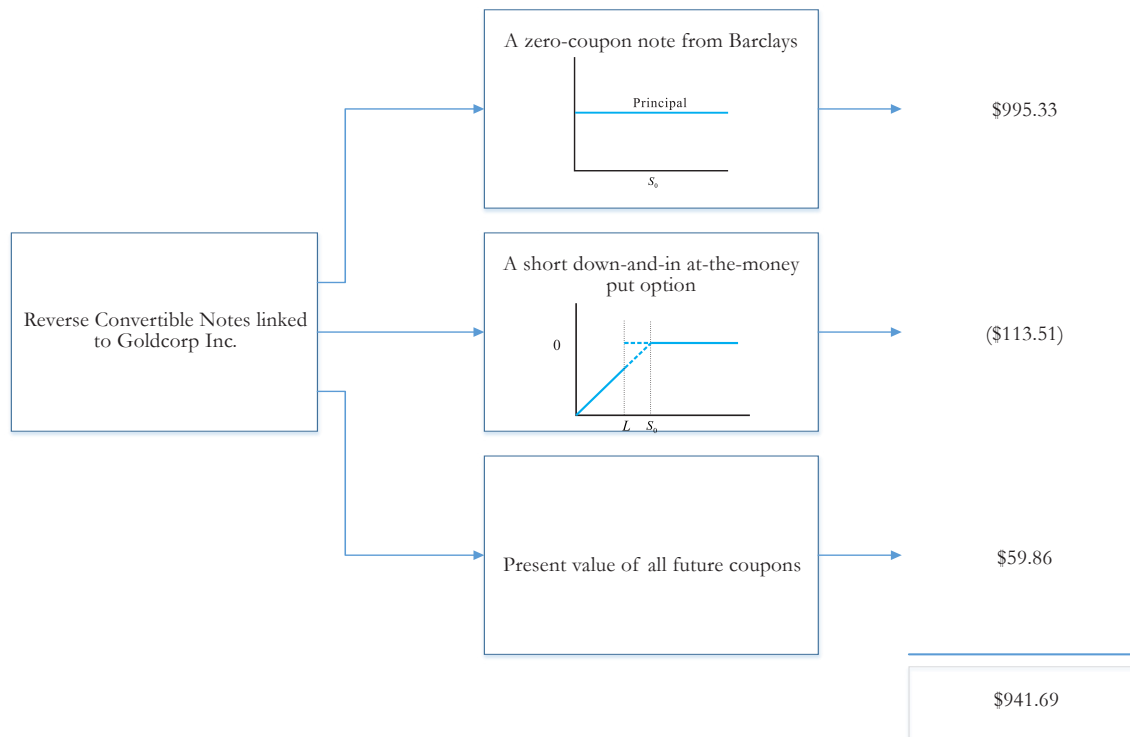 A zero-coupon note from Barclays
Principal
S₀
$995.33
Reverse Convertible Notes linked
to Goldcorp Inc.
A short down-and-in at-the-money
put option
0
L S₀
($113.51)
Present value of all future coupons
$59.86
$941.69